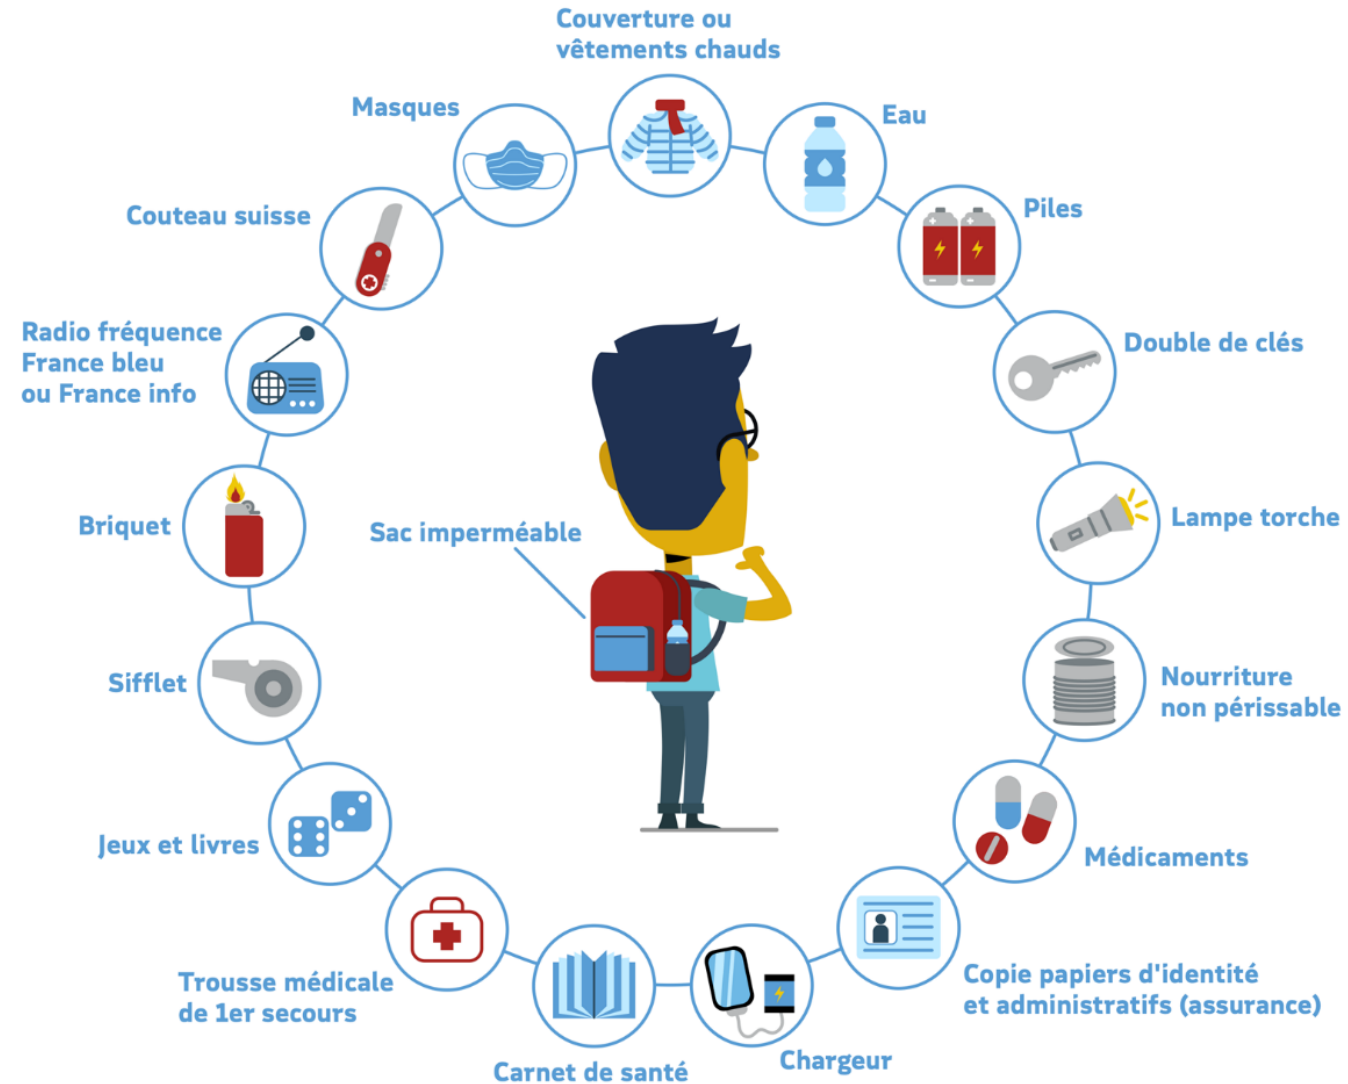 Couverture ou
vêtements chauds
Eau
Piles
Double de clés
Lampe torche
Nourriture
non périssable
Médicaments
Copie papiers d'identité
et administratifs (assurance)
Chargeur
Carnet de santé
Trousse médicale
de 1er secours
Jeux et livres
Sifflet
Briquet
Radio fréquence
France bleu
ou France info
Couteau suisse
Masques
Sac imperméable